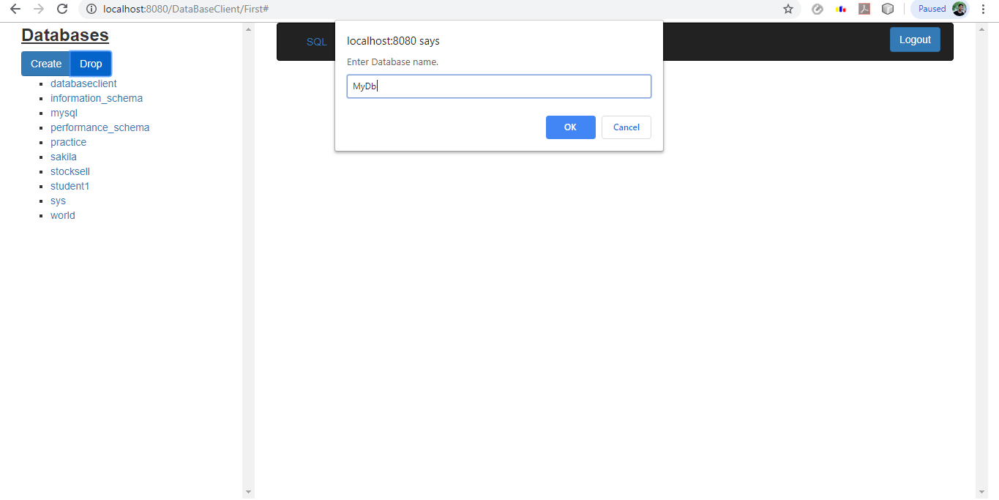 localhost:8080/DataBaseClient/First#
Paused
Databases
Create Drop
databaseclient
information_schema
mysql
performance_schema
practice
sakila
stocksell
student1
sys
world
SQL
Logout
localhost:8080 says
Enter Database name.
MyDb
OK Cancel